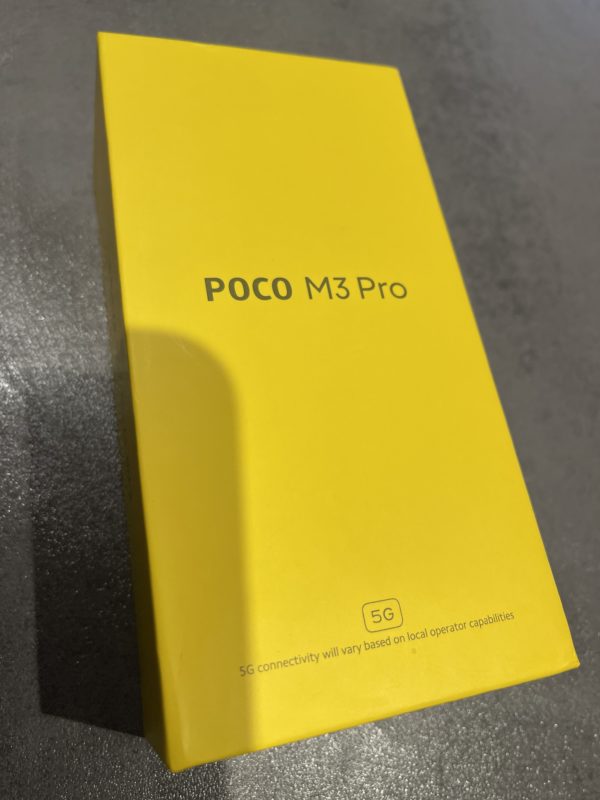 POCO M3 Pro
5G
5G connectivity will vary based on local operator capabilities